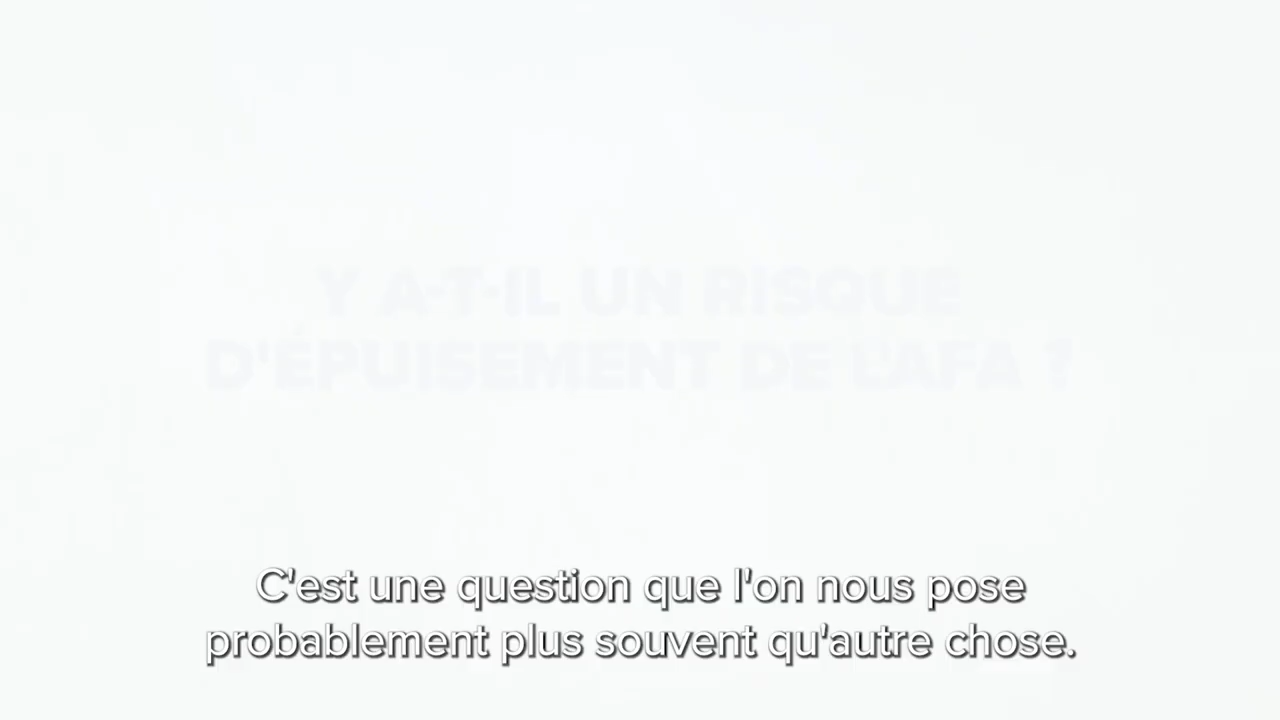 Y A-T-IL UN RISQUE
D'ÉPUISEMENT DE L'AFA ?
C'est une question que l'on nous pose
probablement plus souvent qu'autre chose.